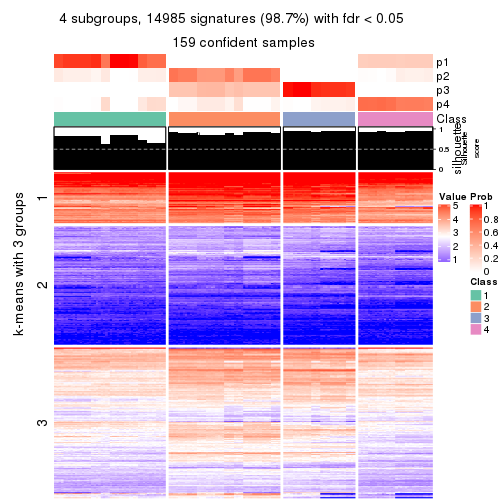 4 subgroups, 14985 signatures (98.7%) with fdr < 0.05
159 confident samples
p1
p2
p3
p4
Class
1
0.5
0
silhouette
Silhouette
score
k-means with 3 groups
1
2
3
Value
5
4
3
2
1
Prob
1
0.8
0.6
0.4
0.2
0
Class
1
2
3
4